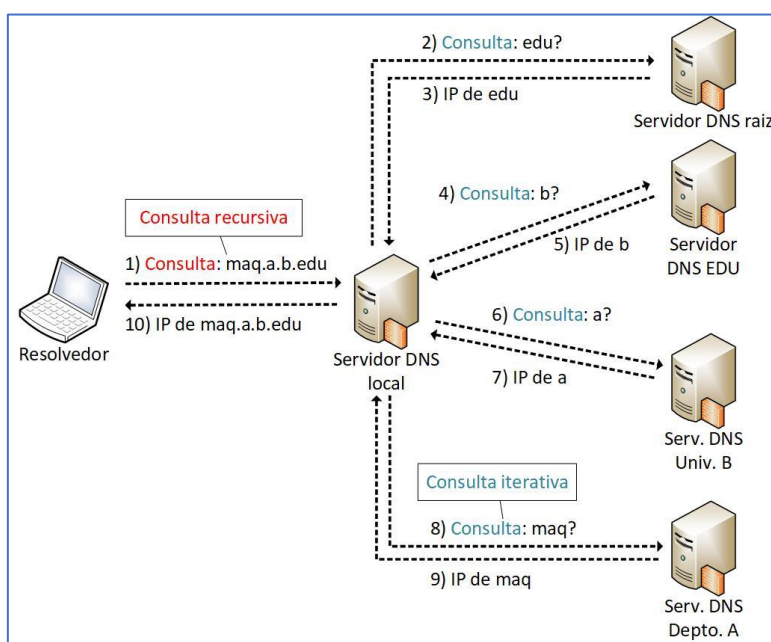 2) Consulta: edu?
3) IP de edu
Servidor DNS raiz
4) Consulta: b?
5) IP de b
Servidor
DNS EDU
Consulta recursiva
1) Consulta: maq.a.b.edu
10) IP de maq.a.b.edu
Resolvedor
Servidor DNS
local
6) Consulta: a?
7) IP de a
Serv. DNS
Univ. B
Consulta iterativa
8) Consulta: maq?
9) IP de maq
Serv. DNS
Depto. A